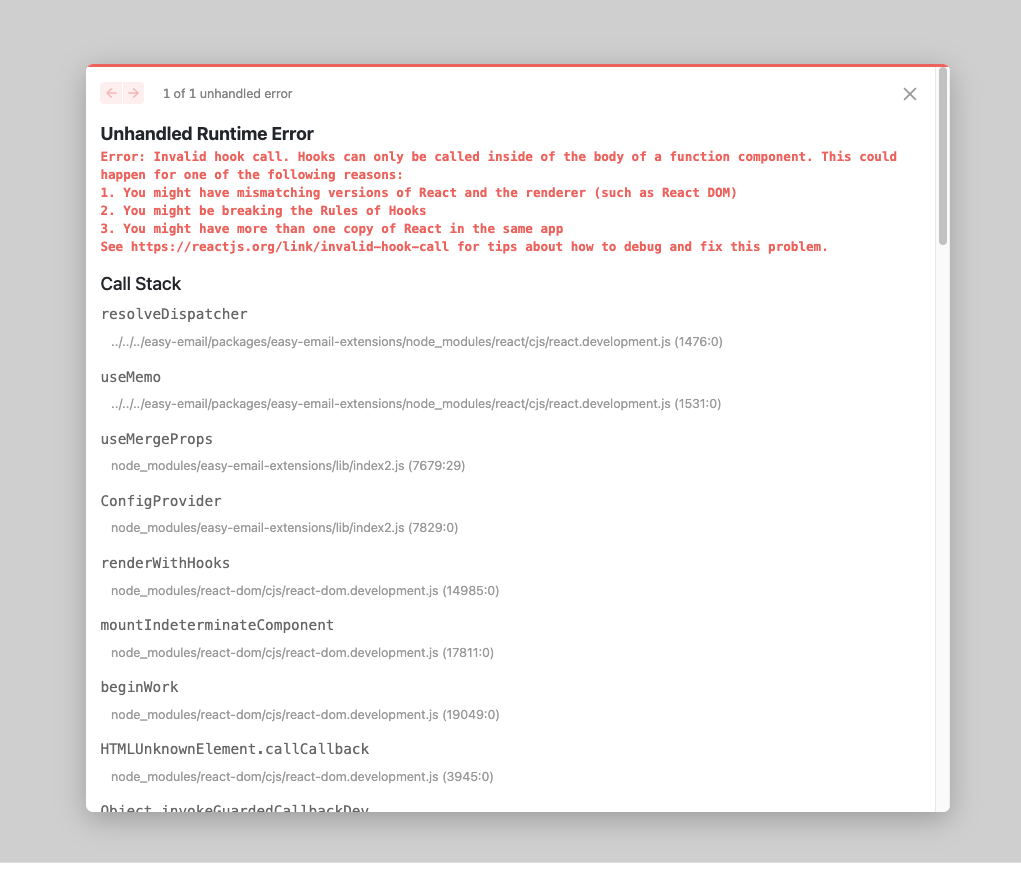 1 of 1 unhandled error
Unhandled Runtime Error
Error: Invalid hook call. Hooks can only be called inside of the body of a function component. This could
happen for one of the following reasons:
1. You might have mismatching versions of React and the renderer (such as React DOM)
2. You might be breaking the Rules of Hooks
3. You might have more than one copy of React in the same app
See https://reactjs.org/link/invalid-hook-call for tips about how to debug and fix this problem.
Call Stack
resolveDispatcher
../../../easy-email/packages/easy-email-extensions/node_modules/react/cjs/react.development.js (1476:0)
useMemo
../../../easy-email/packages/easy-email-extensions/node_modules/react/cjs/react.development.js (1531:0)
useMergeProps
node_modules/easy-email-extensions/lib/index2.js (7679:29)
ConfigProvider
node_modules/easy-email-extensions/lib/index2.js (7829:0)
renderWithHooks
node_modules/react-dom/cjs/react-dom.development.js (14985:0)
mountIndeterminateComponent
node_modules/react-dom/cjs/react-dom.development.js (17811:0)
beginWork
node_modules/react-dom/cjs/react-dom.development.js (19049:0)
HTMLUnknownElement.callCallback
node_modules/react-dom/cjs/react-dom.development.js (3945:0)
Object.invokeGuardedCallbackDev